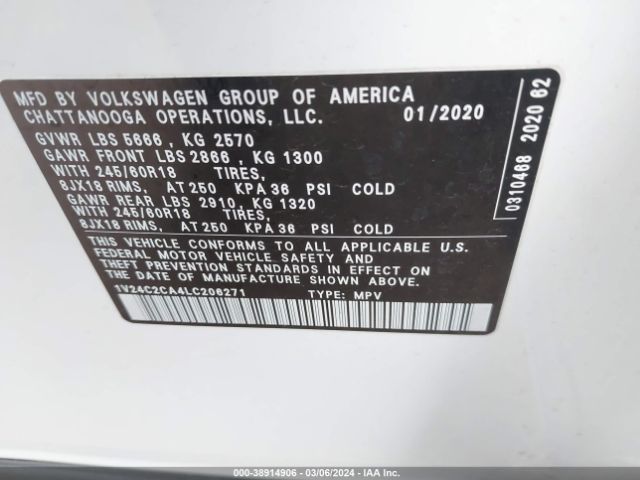 MFD BY VOLKSWAGEN GROUP OF AMERICA
CHATTANOOGA OPERATIONS, LLC. 01/2020
GVWR LBS 5666 , KG 2570
GAWR FRONT LBS 2866 , KG 1300
WITH 245/60R18 TIRES,
8JX18 RIMS, AT 250 KPA 36 PSI COLD
GAWR REAR LBS 2910, KG 1320
WITH 245/60R18 TIRES,
8JX18 RIMS, AT 250 KPA 36 PSI COLD
THIS VEHICLE CONFORMS TO ALL APPLICABLE U.S.
FEDERAL MOTOR VEHICLE SAFETY AND
THEFT PREVENTION STANDARDS IN EFFECT ON
THE DATE OF MANUFACTURE SHOWN ABOVE.
1V24C2CA4LC206271 TYPE: MPV
0310468 2020 62
000-38914906 - 03/06/2024 - IAA Inc.